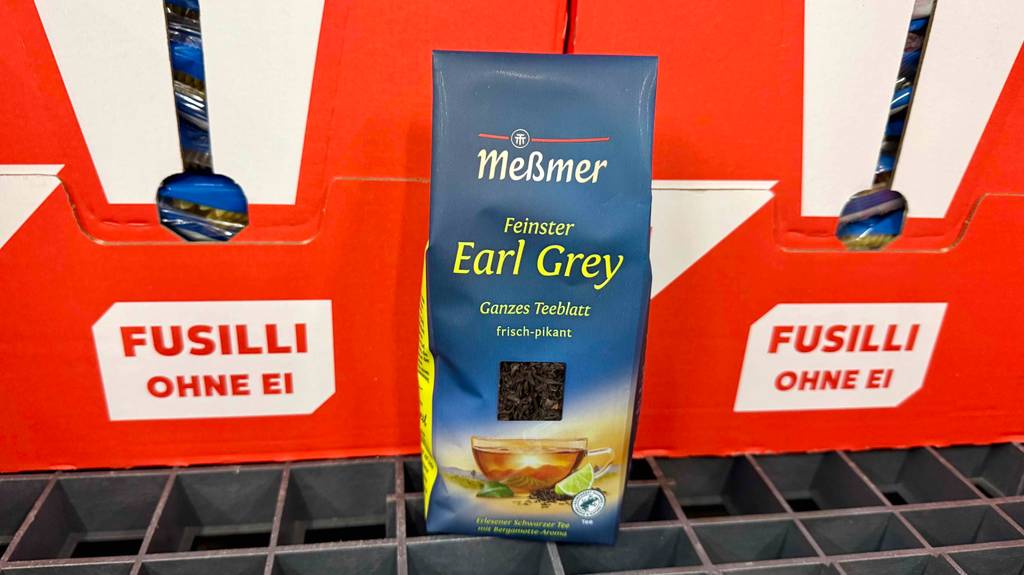 Meßmer
Feinster
Earl Grey
Ganzes Teeblatt
frisch-pikant
Erlesener Schwarzer Tee
mit Bergamotte-Aroma
Tee
FUSILLI
OHNE EI
FUSILLI
OHNE EI